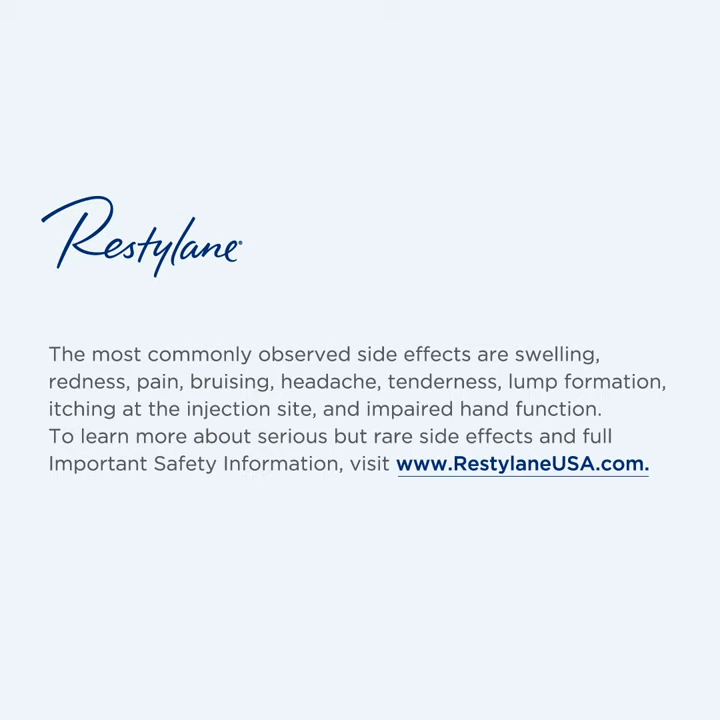 Restylane®
The most commonly observed side effects are swelling,
redness, pain, bruising, headache, tenderness, lump formation,
itching at the injection site, and impaired hand function.
To learn more about serious but rare side effects and full
Important Safety Information, visit www.RestylaneUSA.com.